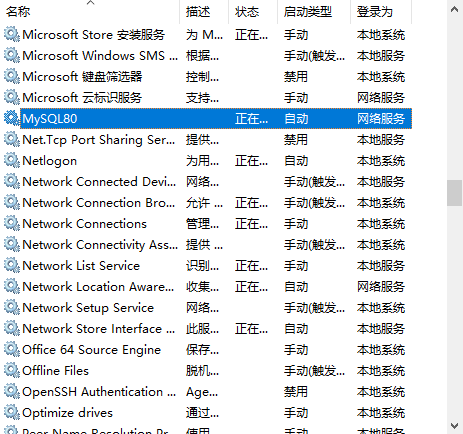 名称 描述 状态 启动类型 登录为
Microsoft Store 安装服务 为 M... 正在... 手动 本地系统
Microsoft Windows SMS ... 根据... 手动(触发... 本地系统
Microsoft 键盘筛选器 控制... 禁用 本地系统
Microsoft 云标识服务 支持... 手动 网络服务
MySQL80 正在... 自动 网络服务
Net.Tcp Port Sharing Ser... 提供... 禁用 本地服务
Netlogon 为用... 正在... 自动 本地系统
Network Connected Devi... 网络... 手动(触发... 本地服务
Network Connection Bro... 允许 ... 正在... 手动(触发... 本地系统
Network Connections 管理... 正在... 手动 本地系统
Network Connectivity Ass... 提供 ... 手动(触发... 本地系统
Network List Service 识别... 正在... 手动 本地服务
Network Location Aware... 收集... 正在... 自动 网络服务
Network Setup Service 网络... 手动(触发... 本地系统
Network Store Interface ... 此服... 正在... 自动 本地服务
Office 64 Source Engine 保存... 手动 本地系统
Offline Files 脱机... 手动(触发... 本地系统
OpenSSH Authentication ... Age... 禁用 本地系统
Optimize drives 通过... 手动 本地系统
Peer Name Resolution Pr... 使用... 手动 本地服务